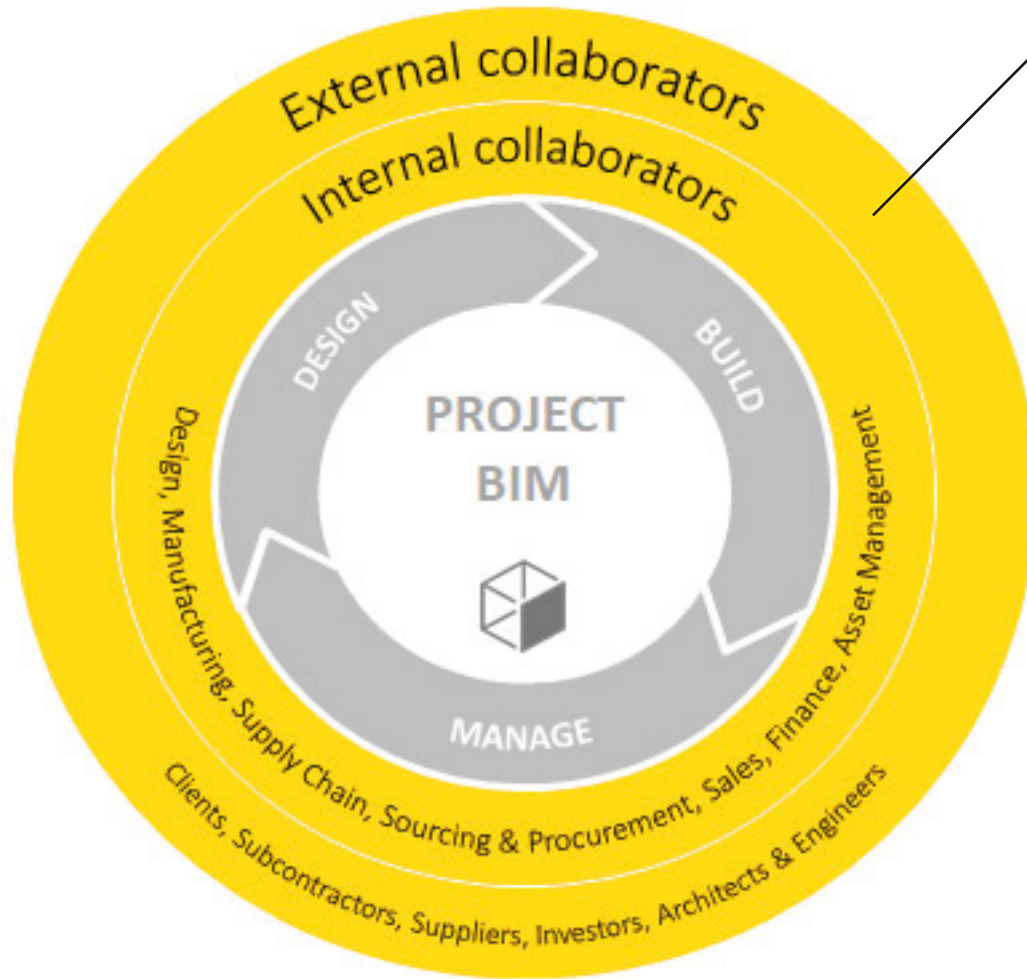 External collaborators
Internal collaborators
DESIGN
BUILD
PROJECT
BIM
MANAGE
Design, Manufacturing, Supply Chain, Sourcing & Procurement, Sales, Finance, Asset Management
Clients, Subcontractors, Suppliers, Investors, Architects & Engineers